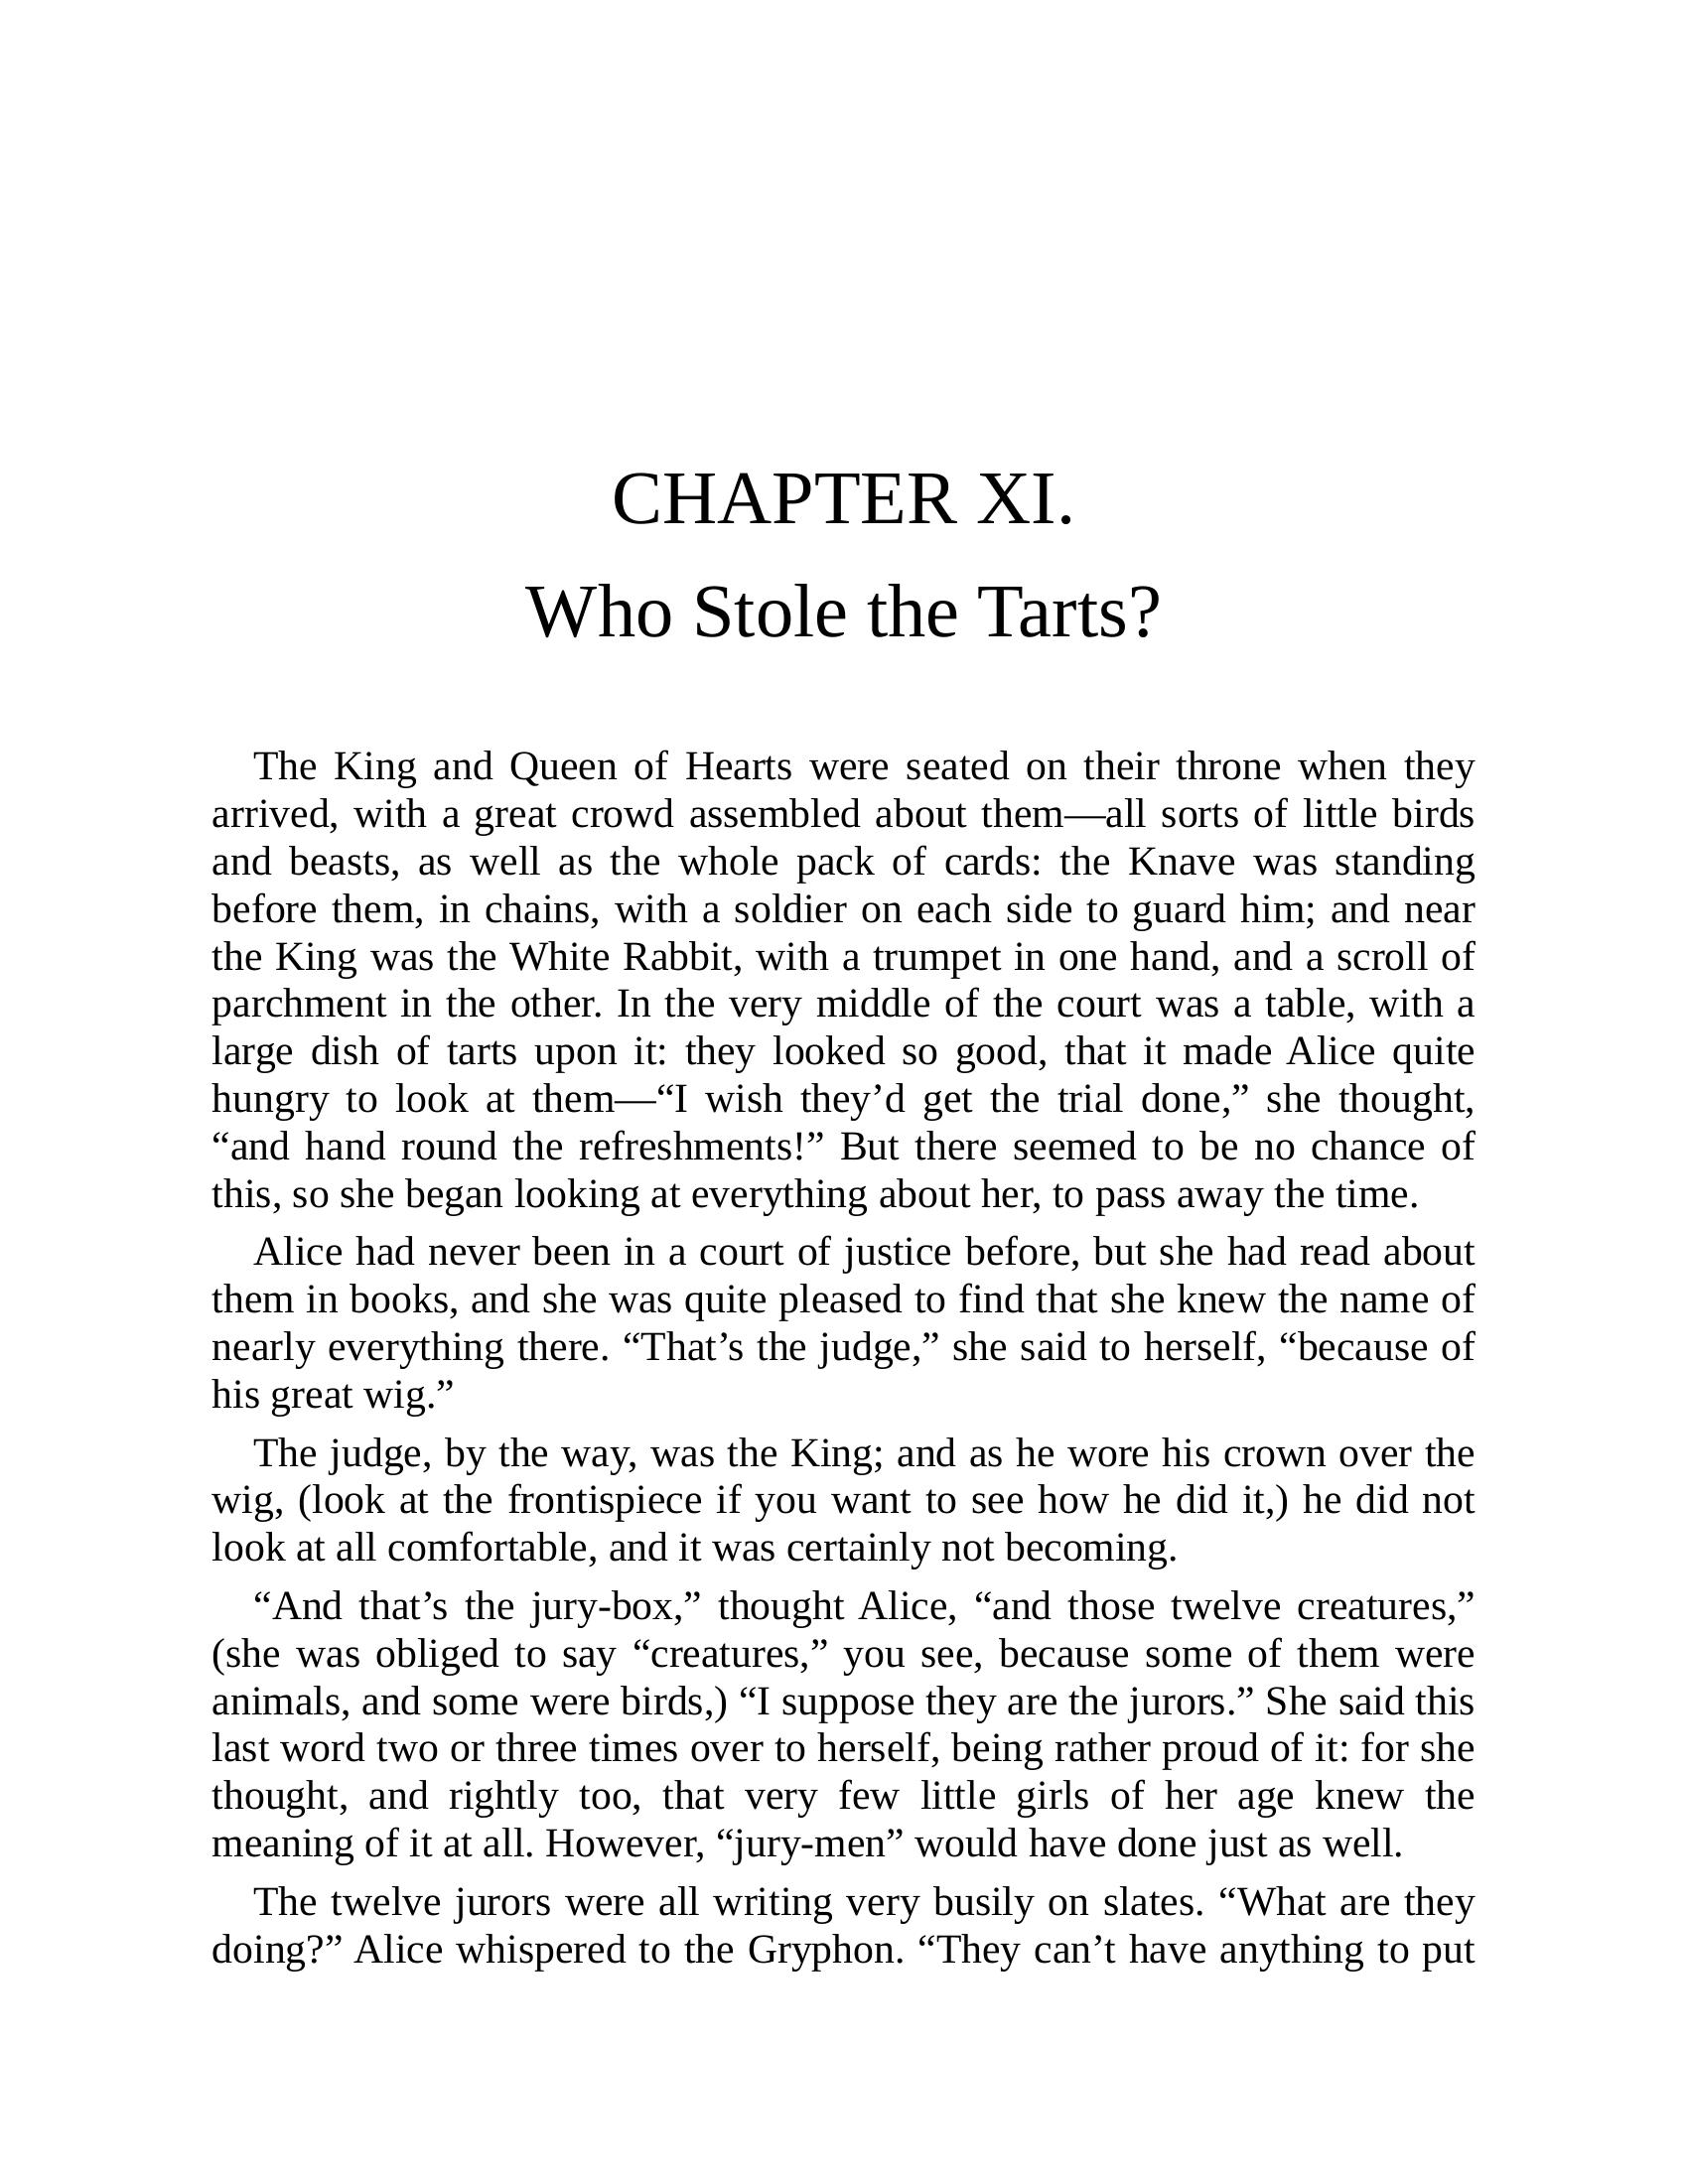 CHAPTER XI.
Who Stole the Tarts?
The King and Queen of Hearts were seated on their throne when they
arrived, with a great crowd assembled about them—all sorts of little birds
and beasts, as well as the whole pack of cards: the Knave was standing
before them, in chains, with a soldier on each side to guard him; and near
the King was the White Rabbit, with a trumpet in one hand, and a scroll of
parchment in the other. In the very middle of the court was a table, with a
large dish of tarts upon it: they looked so good, that it made Alice quite
hungry to look at them—“I wish they’d get the trial done,” she thought,
“and hand round the refreshments!” But there seemed to be no chance of
this, so she began looking at everything about her, to pass away the time.
Alice had never been in a court of justice before, but she had read about
them in books, and she was quite pleased to find that she knew the name of
nearly everything there. “That’s the judge,” she said to herself, “because of
his great wig.”
The judge, by the way, was the King; and as he wore his crown over the
wig, (look at the frontispiece if you want to see how he did it,) he did not
look at all comfortable, and it was certainly not becoming.
“And that’s the jury-box,” thought Alice, “and those twelve creatures,”
(she was obliged to say “creatures,” you see, because some of them were
animals, and some were birds,) “I suppose they are the jurors.” She said this
last word two or three times over to herself, being rather proud of it: for she
thought, and rightly too, that very few little girls of her age knew the
meaning of it at all. However, “jury-men” would have done just as well.
The twelve jurors were all writing very busily on slates. “What are they
doing?” Alice whispered to the Gryphon. “They can’t have anything to put